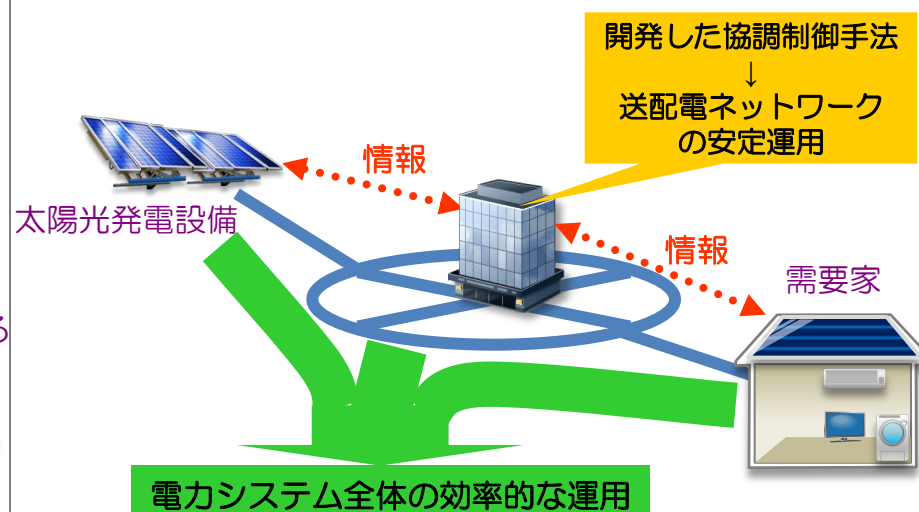 開発した協調制御手法
↓
送配電ネットワーク
の安定運用
情報
太陽光発電設備
情報
需要家
る
電力システム全体の効率的な運用